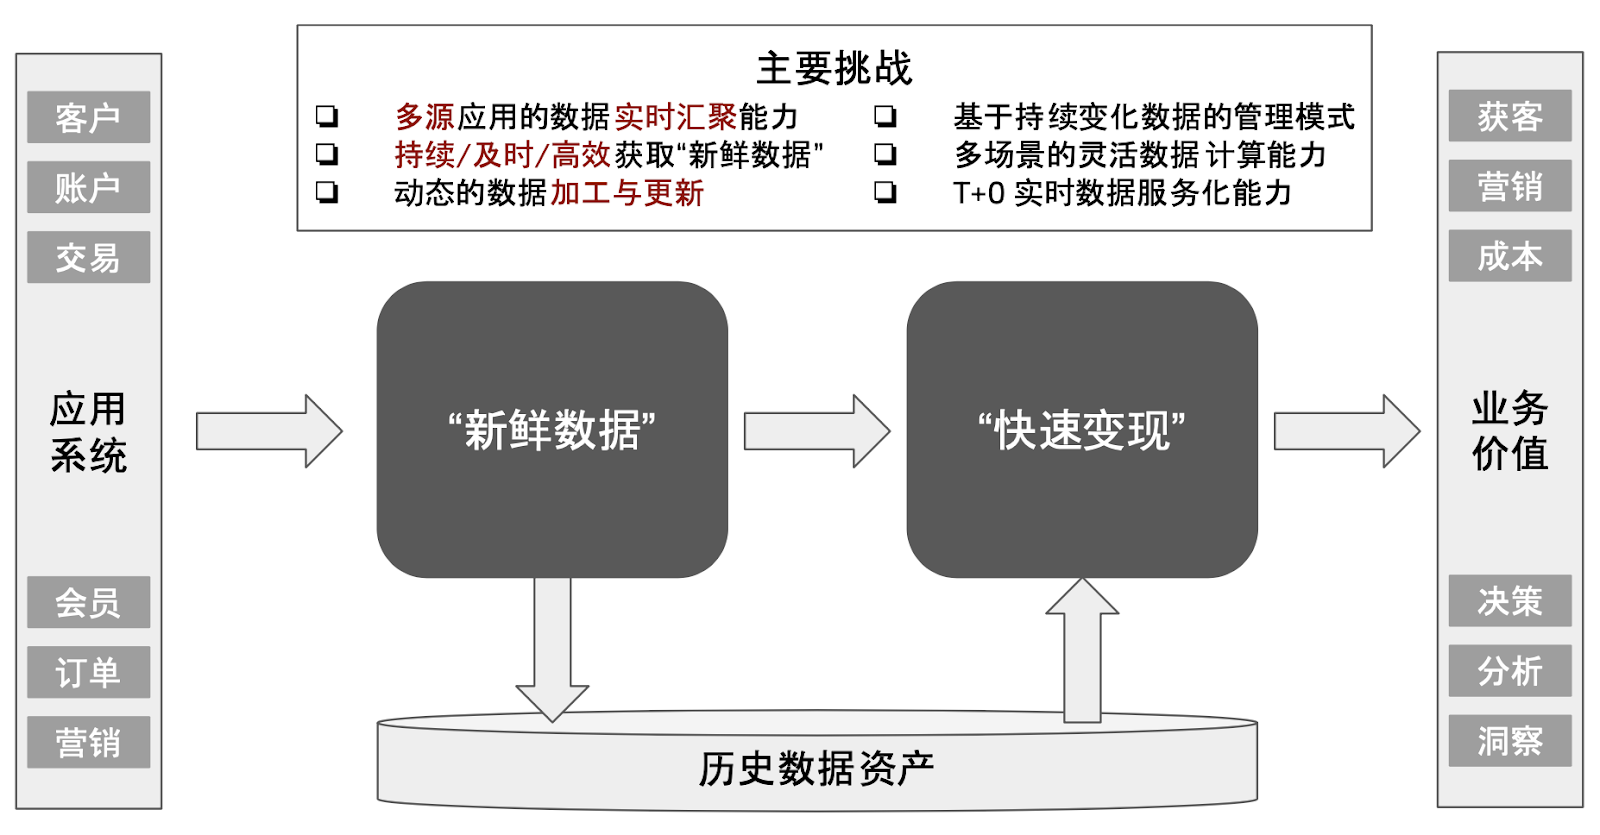 主要挑战
❏ 多源应用的数据实时汇聚能力
❏ 持续/及时/高效获取“新鲜数据”
❏ 动态的数据加工与更新
❏ 基于持续变化数据的管理模式
❏ 多场景的灵活数据计算能力
❏ T+0 实时数据服务化能力
客户
账户
交易
应用
系统
会员
订单
营销
“新鲜数据”
“快速变现”
历史数据资产
获客
营销
成本
业务
价值
决策
分析
洞察